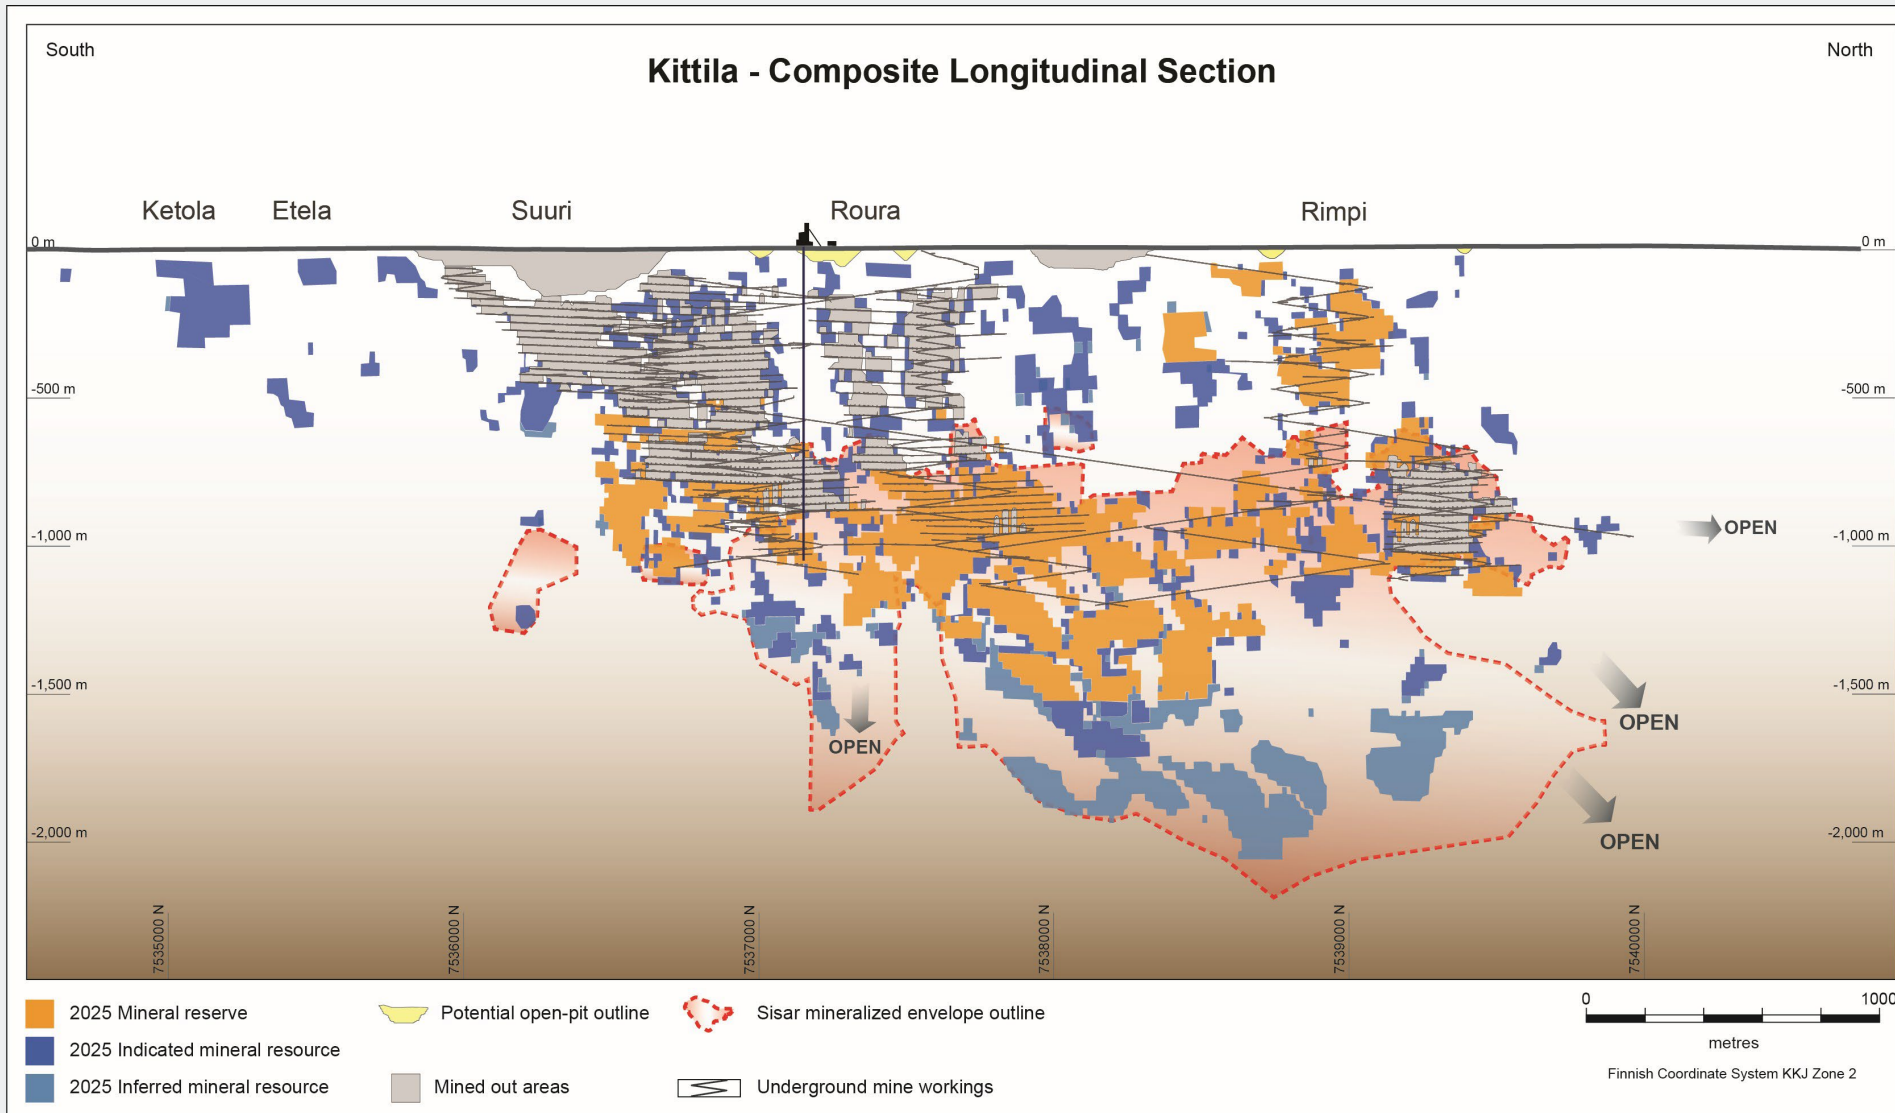 South
North
Kittila - Composite Longitudinal Section
Ketola
Etela
Suuri
Roura
Rimpi
0 m
0 m
-500 m
-500 m
-1,000 m
-1,000 m
OPEN
-1,500 m
-1,500 m
OPEN
OPEN
-2,000 m
-2,000 m
OPEN
7535000 N
7536000 N
7537000 N
7538000 N
7539000 N
7540000 N
2025 Mineral reserve
Potential open-pit outline
Sisar mineralized envelope outline
0
1000
2025 Indicated mineral resource
metres
2025 Inferred mineral resource
Mined out areas
Underground mine workings
Finnish Coordinate System KKJ Zone 2